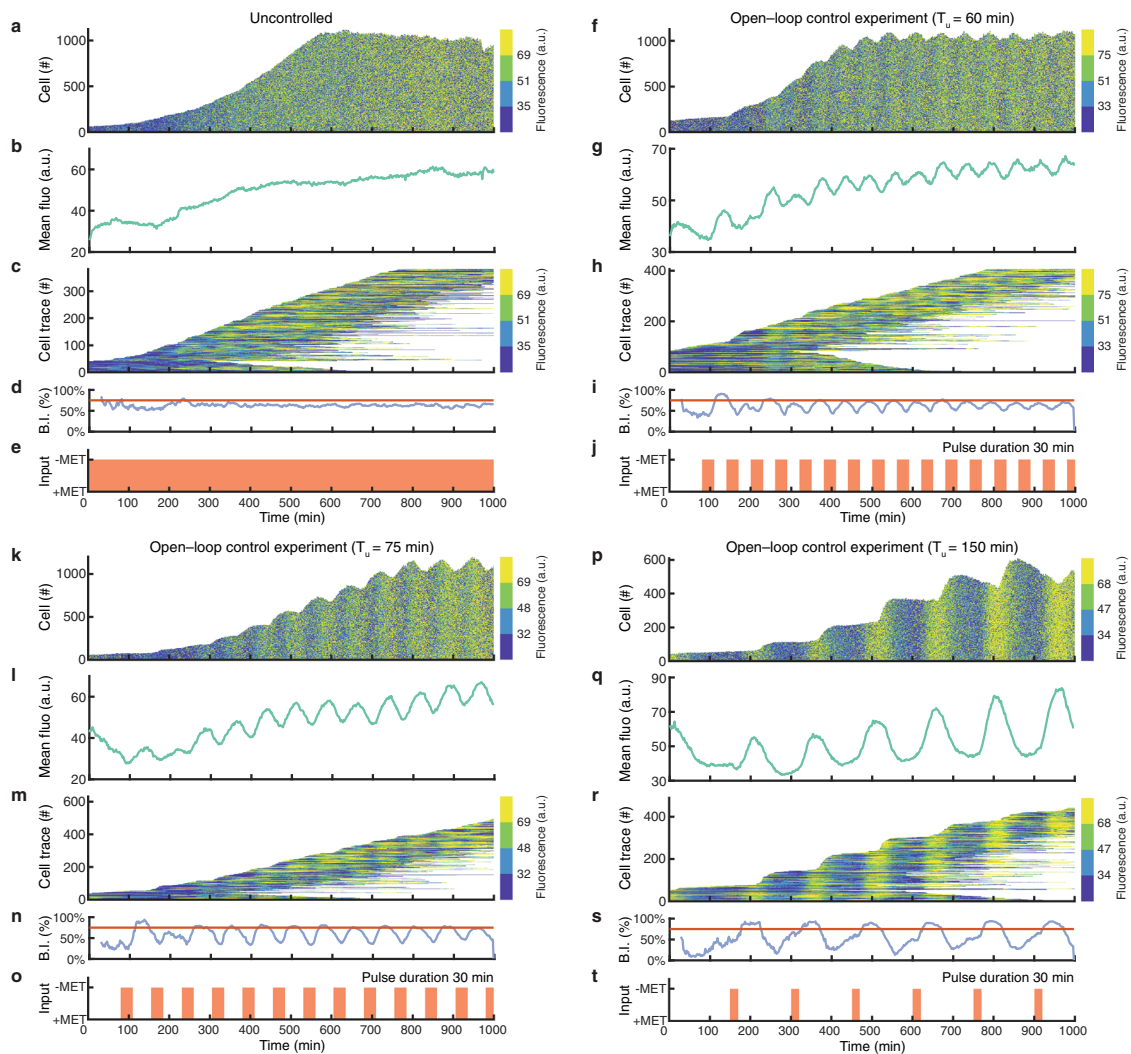 a
Uncontrolled
1000
500
0
Cell (#)
69
51
35
Fluorescence (a.u.)
b
60
40
20
Mean fluo (a.u.)
c
300
200
100
0
Cell trace (#)
69
51
35
Fluorescence (a.u.)
d
100%
50%
0%
B.I. (%)
e
-MET
+MET
Input
0 100 200 300 400 500 600 700 800 900 1000
Time (min)
f
Open–loop control experiment (Tu = 60 min)
1000
500
0
Cell (#)
75
51
33
Fluorescence (a.u.)
g
70
50
30
Mean fluo (a.u.)
h
400
200
0
Cell trace (#)
75
51
33
Fluorescence (a.u.)
i
100%
50%
0%
B.I. (%)
j
Pulse duration 30 min
-MET
+MET
Input
0 100 200 300 400 500 600 700 800 900 1000
Time (min)
k
Open–loop control experiment (Tu = 75 min)
1000
500
0
Cell (#)
69
48
32
Fluorescence (a.u.)
l
60
40
20
Mean fluo (a.u.)
m
600
400
200
0
Cell trace (#)
69
48
32
Fluorescence (a.u.)
n
100%
50%
0%
B.I. (%)
o
Pulse duration 30 min
-MET
+MET
Input
0 100 200 300 400 500 600 700 800 900 1000
Time (min)
p
Open–loop control experiment (Tu = 150 min)
600
400
200
0
Cell (#)
68
47
34
Fluorescence (a.u.)
q
90
70
50
30
Mean fluo (a.u.)
r
400
200
0
Cell trace (#)
68
47
34
Fluorescence (a.u.)
s
100%
50%
0%
B.I. (%)
t
Pulse duration 30 min
-MET
+MET
Input
0 100 200 300 400 500 600 700 800 900 1000
Time (min)